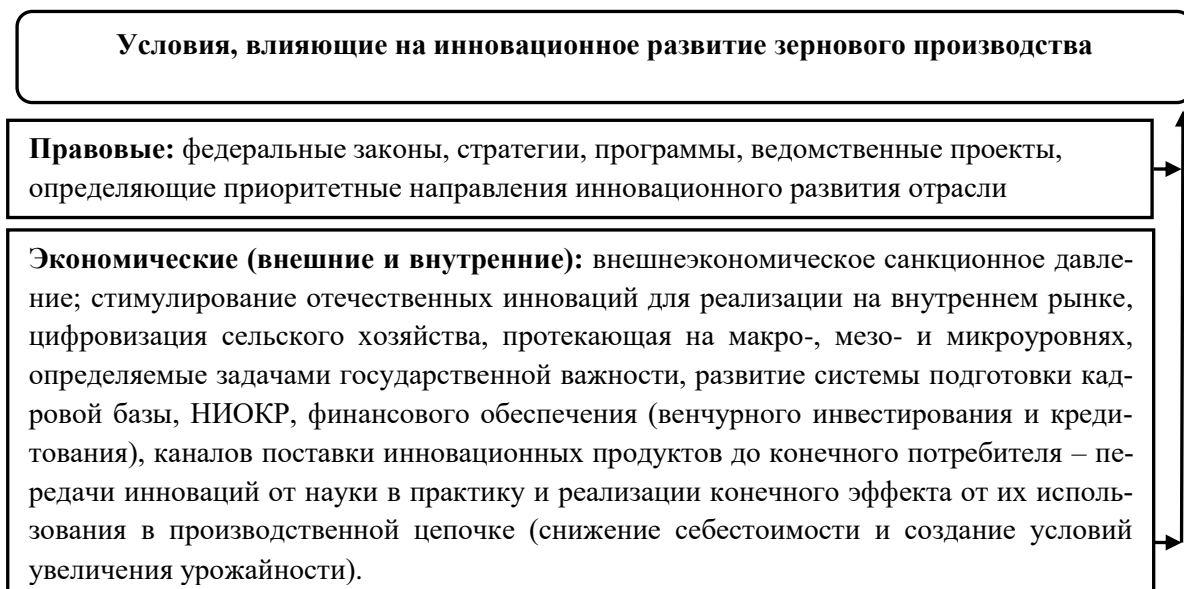 Условия, влияющие на инновационное развитие зернового производства
Правовые: федеральные законы, стратегии, программы, ведомственные проекты,
определяющие приоритетные направления инновационного развития отрасли
Экономические (внешние и внутренние): внешнеэкономическое санкционное давле-
ние; стимулирование отечественных инноваций для реализации на внутреннем рынке,
цифровизация сельского хозяйства, протекающая на макро-, мезо- и микроуровнях,
определяемые задачами государственной важности, развитие системы подготовки кад-
ровой базы, НИОКР, финансового обеспечения (венчурного инвестирования и креди-
тования), каналов поставки инновационных продуктов до конечного потребителя – пе-
редачи инноваций от науки в практику и реализации конечного эффекта от их исполь-
зования в производственной цепочке (снижение себестоимости и создание условий
увеличения урожайности).